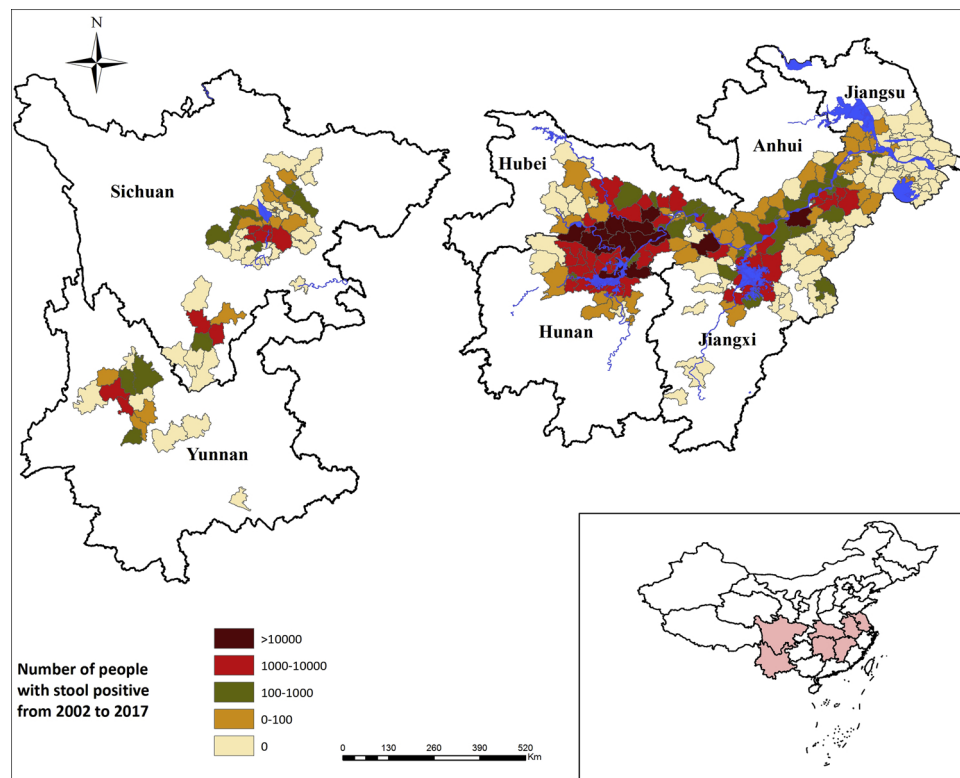 N
Jiangsu
Anhui
Hubei
Sichuan
Hunan
Jiangxi
Yunnan
Number of people
with stool positive
from 2002 to 2017
>10000
1000-10000
100-1000
0-100
0
0 130 260 390 520
Km